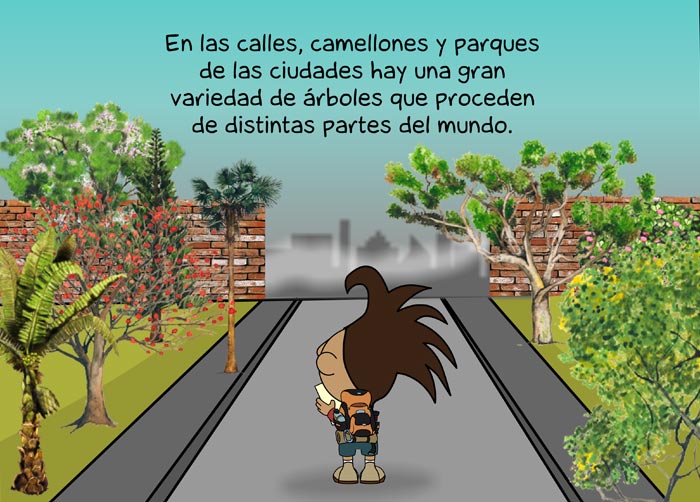 En las calles, camellones y parques
de las ciudades hay una gran
variedad de árboles que proceden
de distintas partes del mundo.